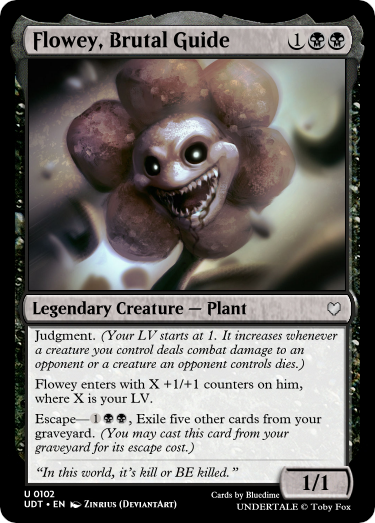 Flowey, Brutal Guide 1
Legendary Creature — Plant
Judgment. (Your LV starts at 1. It increases whenever
a creature you control deals combat damage to an
opponent or a creature an opponent controls dies.)
Flowey enters with X +1/+1 counters on him,
where X is your LV.
Escape—1, Exile five other cards from your
graveyard. (You may cast this card from your
graveyard for its escape cost.)
“In this world, it's kill or BE killed.”
1/1
U 0102
UDT • EN Zinrius (DeviantArt)
Cards by Bluedime
UNDERTALE © Toby Fox